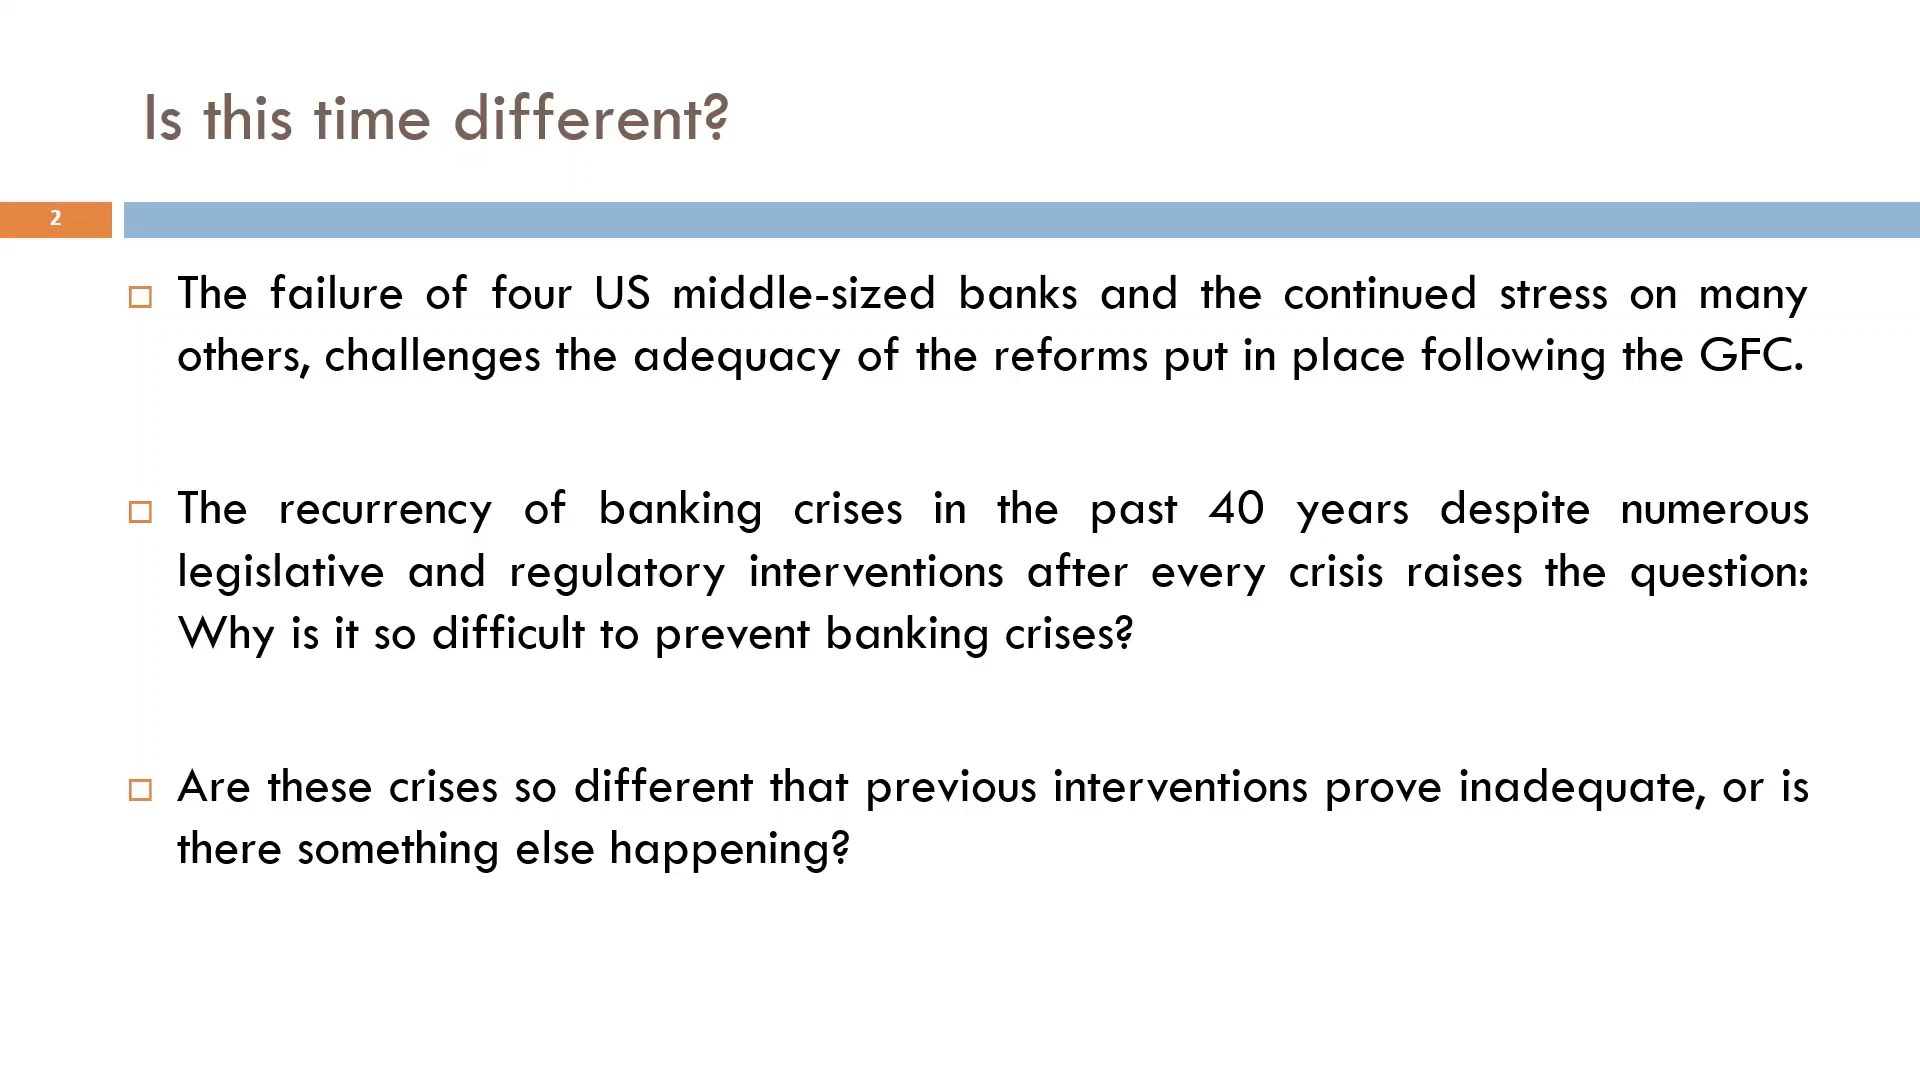 Is this time different?
2
The failure of four US middle-sized banks and the continued stress on many
others, challenges the adequacy of the reforms put in place following the GFC.
The recurrency of banking crises in the past 40 years despite numerous
legislative and regulatory interventions after every crisis raises the question:
Why is it so difficult to prevent banking crises?
Are these crises so different that previous interventions prove inadequate, or is
there something else happening?